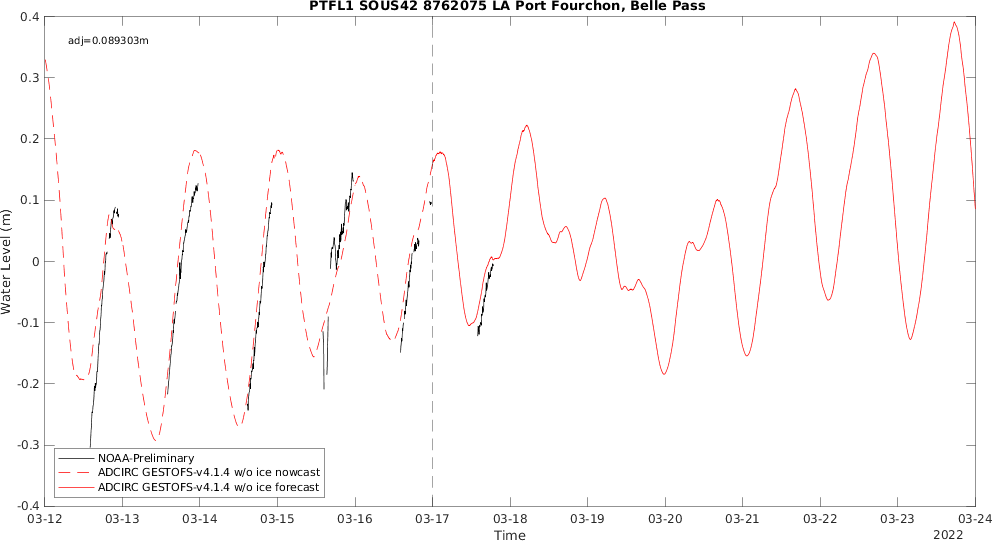 PTFL1 SOUS42 8762075 LA Port Fourchon, Belle Pass
adj=0.089303m
Water Level (m)
0.4
0.3
0.2
0.1
0
-0.1
-0.2
-0.3
-0.4
NOAA-Preliminary
ADCIRC GESTOFS-v4.1.4 w/o ice nowcast
ADCIRC GESTOFS-v4.1.4 w/o ice forecast
03-12 03-13 03-14 03-15 03-16 03-17 03-18 03-19 03-20 03-21 03-22 03-23 03-24
Time
2022